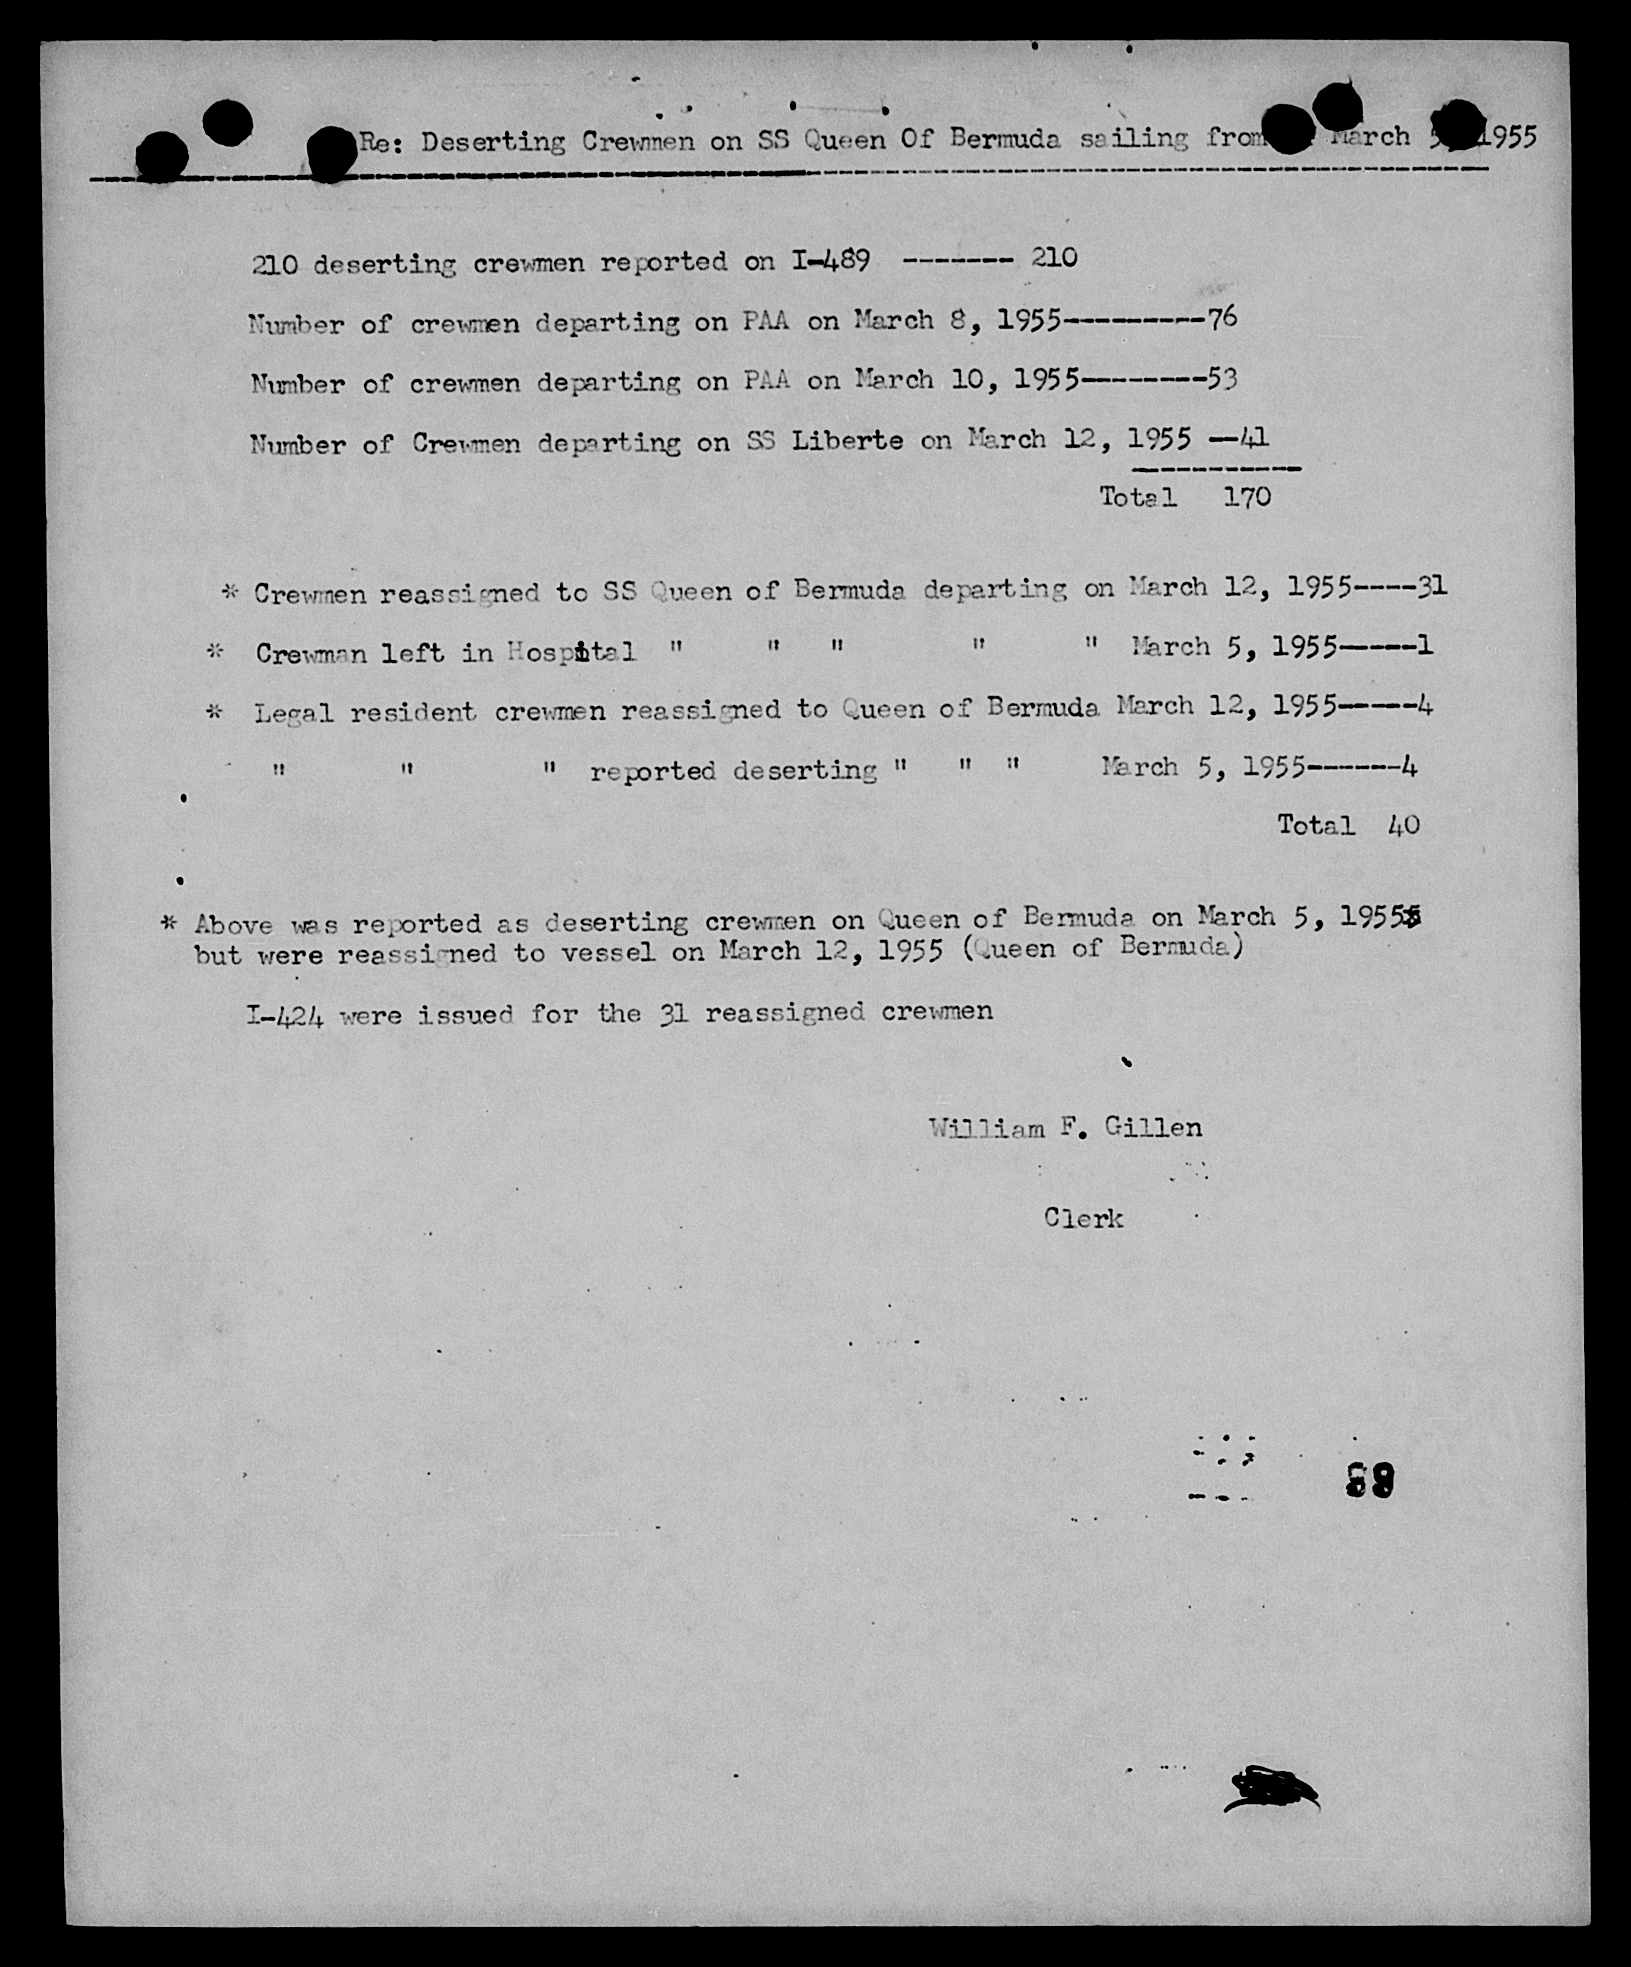 Re: Deserting Crewmen on SS Queen Of Bermuda sailing from March 5, 1955
210 deserting crewmen reported on I-489 ------- 210
Number of crewmen departing on PAA on March 8, 1955---------76
Number of crewmen departing on PAA on March 10, 1955--------53
Number of Crewmen departing on SS Liberte on March 12, 1955 --41
-----------
Total 170
* Crewmen reassigned to SS Queen of Bermuda departing on March 12, 1955----31
* Crewman left in Hospital " " " " " March 5, 1955-----1
* Legal resident crewmen reassigned to Queen of Bermuda March 12, 1955-----4
" " " reported deserting " " " March 5, 1955------4
Total 40
* Above was reported as deserting crewmen on Queen of Bermuda on March 5, 1955
but were reassigned to vessel on March 12, 1955 (Queen of Bermuda)
I-424 were issued for the 31 reassigned crewmen
William F. Gillen
Clerk